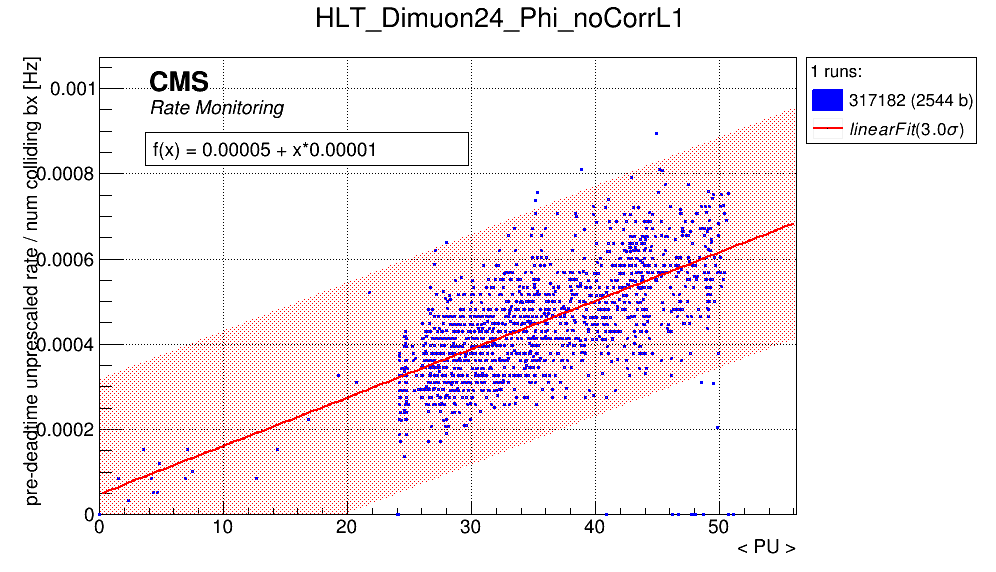 HLT_Dimuon24_Phi_noCorrL1
pre-deadtime unprescaled rate / num colliding bx [Hz]
0.001
0.0008
0.0006
0.0004
0.0002
0
CMS
Rate Monitoring
f(x) = 0.00005 + x*0.00001
1 runs:
317182 (2544 b)
linearFit(3.0σ)
0 10 20 30 40 50
< PU >